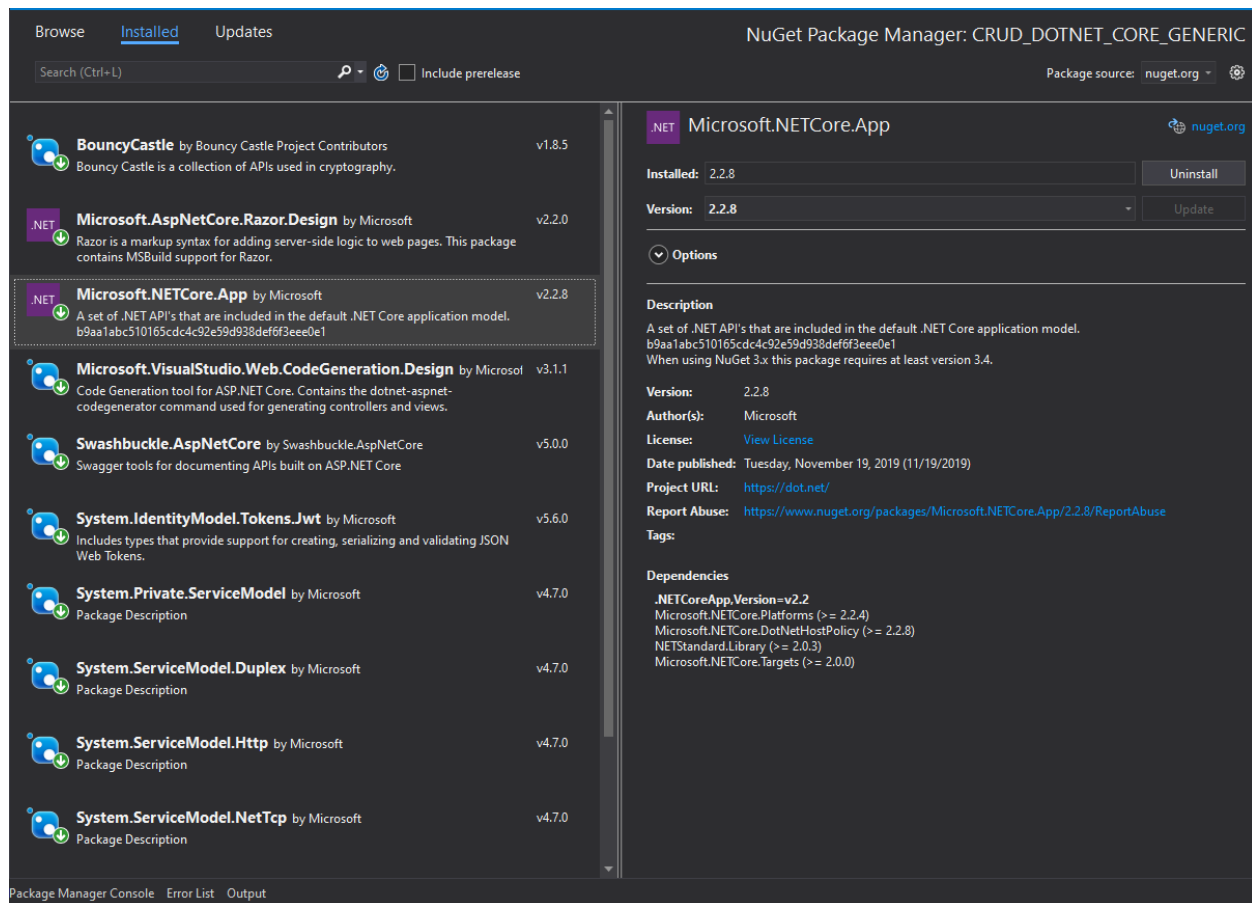 Browse Installed Updates
NuGet Package Manager: CRUD_DOTNET_CORE_GENERIC
Search (Ctrl+L)
Include prerelease
Package source: nuget.org
BouncyCastle by Bouncy Castle Project Contributors v1.8.5
Bouncy Castle is a collection of APIs used in cryptography.
.NET
Microsoft.AspNetCore.Razor.Design by Microsoft v2.2.0
Razor is a markup syntax for adding server-side logic to web pages. This package
contains MSBuild support for Razor.
.NET
Microsoft.NETCore.App by Microsoft v2.2.8
A set of .NET API's that are included in the default .NET Core application model.
b9aa1abc510165cdc4c92e59d938def6f3eee0e1
Microsoft.VisualStudio.Web.CodeGeneration.Design by Microsof v3.1.1
Code Generation tool for ASP.NET Core. Contains the dotnet-aspnet-
codegenerator command used for generating controllers and views.
Swashbuckle.AspNetCore by Swashbuckle.AspNetCore v5.0.0
Swagger tools for documenting APIs built on ASP.NET Core
System.IdentityModel.Tokens.Jwt by Microsoft v5.6.0
Includes types that provide support for creating, serializing and validating JSON
Web Tokens.
System.Private.ServiceModel by Microsoft v4.7.0
Package Description
System.ServiceModel.Duplex by Microsoft v4.7.0
Package Description
System.ServiceModel.Http by Microsoft v4.7.0
Package Description
System.ServiceModel.NetTcp by Microsoft v4.7.0
Package Description
.NET Microsoft.NETCore.App nuget.org
Installed: 2.2.8 Uninstall
Version: 2.2.8 Update
Options
Description
A set of .NET API's that are included in the default .NET Core application model.
b9aa1abc510165cdc4c92e59d938def6f3eee0e1
When using NuGet 3.x this package requires at least version 3.4.
Version: 2.2.8
Author(s): Microsoft
License: View License
Date published: Tuesday, November 19, 2019 (11/19/2019)
Project URL: https://dot.net/
Report Abuse: https://www.nuget.org/packages/Microsoft.NETCore.App/2.2.8/ReportAbuse
Tags:
Dependencies
.NETCoreApp,Version=v2.2
Microsoft.NETCore.Platforms (>= 2.2.4)
Microsoft.NETCore.DotNetHostPolicy (>= 2.2.8)
NETStandard.Library (>= 2.0.3)
Microsoft.NETCore.Targets (>= 2.0.0)
Package Manager Console Error List Output